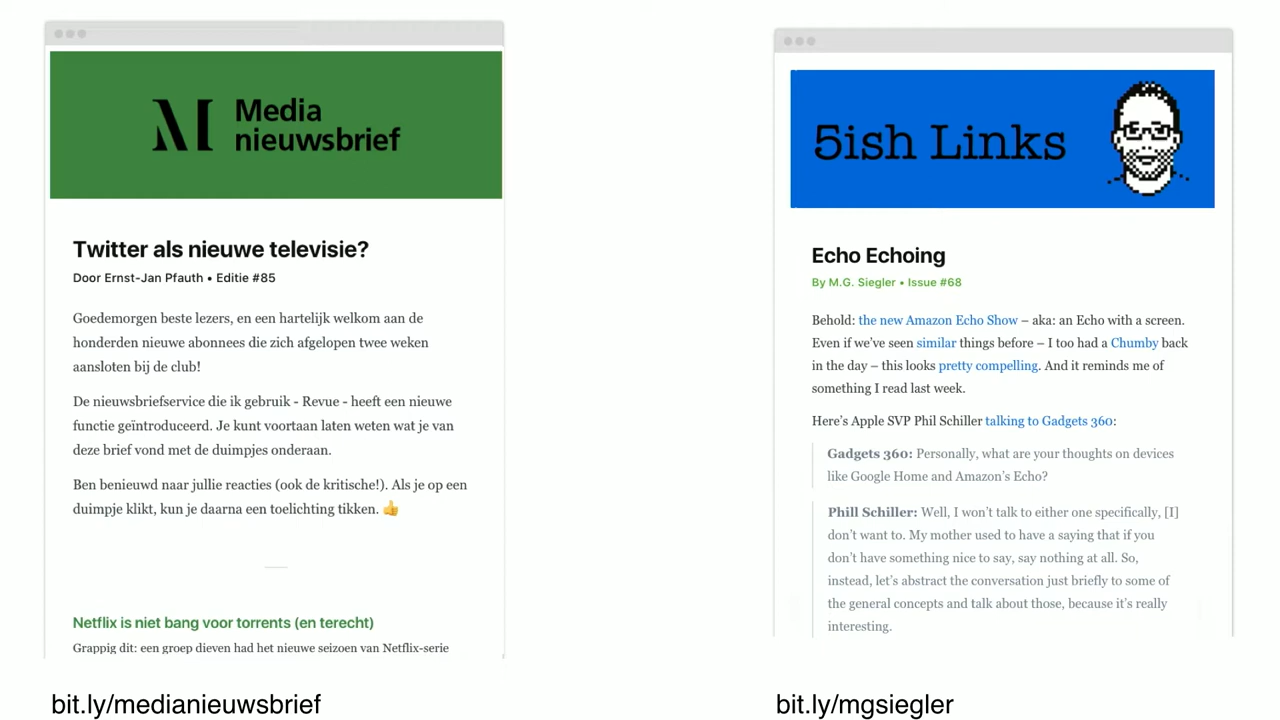 Media
nieuwsbrief
Twitter als nieuwe televisie?
Door Ernst-Jan Pfauth • Editie #85
Goedemorgen beste lezers, en een hartelijk welkom aan de
honderden nieuwe abonnees die zich afgelopen twee weken
aansloten bij de club!
De nieuwsbriefservice die ik gebruik - Revue - heeft een nieuwe
functie geïntroduceerd. Je kunt voortaan laten weten wat je van
deze brief vond met de duimpjes onderaan.
Ben benieuwd naar jullie reacties (ook de kritische!). Als je op een
duimpje klikt, kun je daarna een toelichting tikken. 👍
Netflix is niet bang voor torrents (en terecht)
Grappig dit: een groep dieven had het nieuwe seizoen van Netflix-serie
bit.ly/medianieuwsbrief
5ish Links
Echo Echoing
By M.G. Siegler • Issue #68
Behold: the new Amazon Echo Show – aka: an Echo with a screen.
Even if we've seen similar things before – I too had a Chumby back
in the day – this looks pretty compelling. And it reminds me of
something I read last week.
Here's Apple SVP Phil Schiller talking to Gadgets 360:
Gadgets 360: Personally, what are your thoughts on devices
like Google Home and Amazon's Echo?
Phill Schiller: Well, I won't talk to either one specifically, [I]
don't want to. My mother used to have a saying that if you
don't have something nice to say, say nothing at all. So,
instead, let's abstract the conversation just briefly to some of
the general concepts and talk about those, because it's really
interesting.
bit.ly/mgsiegler